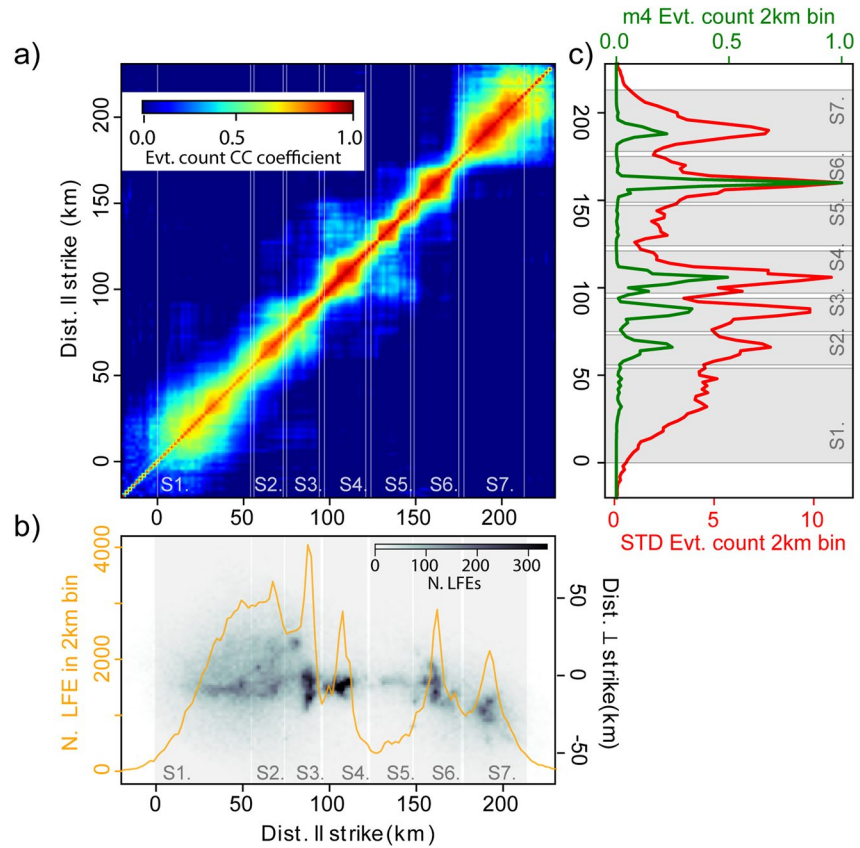 m4 Evt. count 2km bin
0.0 0.5 1.0
a)
c)
200
150
100
50
0
Dist. || strike (km)
0.0 0.5 1.0
Evt. count CC coefficient
S1. S2. S3. S4. S5. S6. S7.
0 50 100 150 200
200
150
100
50
0
S7.
S6.
S5.
S4.
S3.
S2.
S1.
0 5 10
STD Evt. count 2km bin
b)
4000
2000
0
N. LFE in 2km bin
0 100 200 300
N. LFEs
50
0
-50
Dist. ⊥ strike(km)
S1. S2. S3. S4. S5. S6. S7.
0 50 100 150 200
Dist. || strike(km)